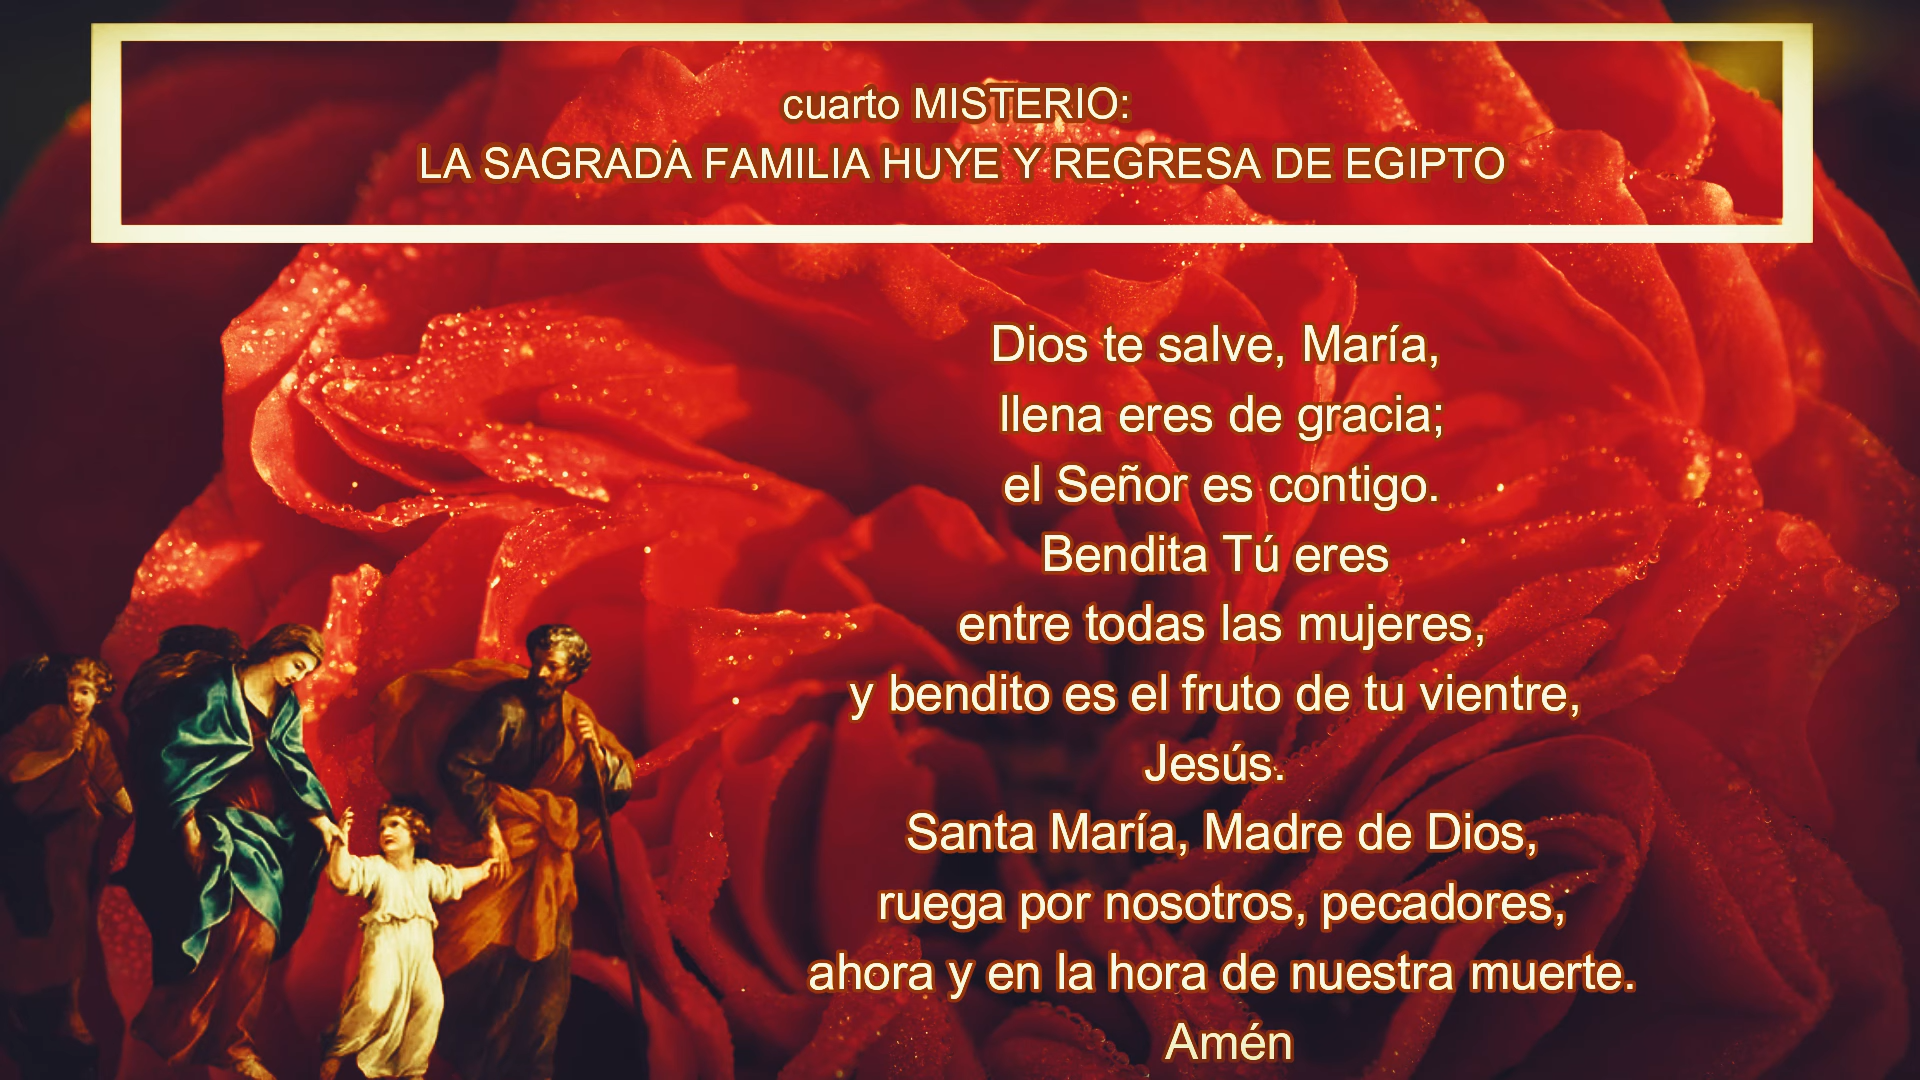 cuarto MISTERIO:
LA SAGRADA FAMILIA HUYE Y REGRESA DE EGIPTO
Dios te salve, María,
llena eres de gracia;
el Señor es contigo.
Bendita Tú eres
entre todas las mujeres,
y bendito es el fruto de tu vientre,
Jesús.
Santa María, Madre de Dios,
ruega por nosotros, pecadores,
ahora y en la hora de nuestra muerte.
Amén